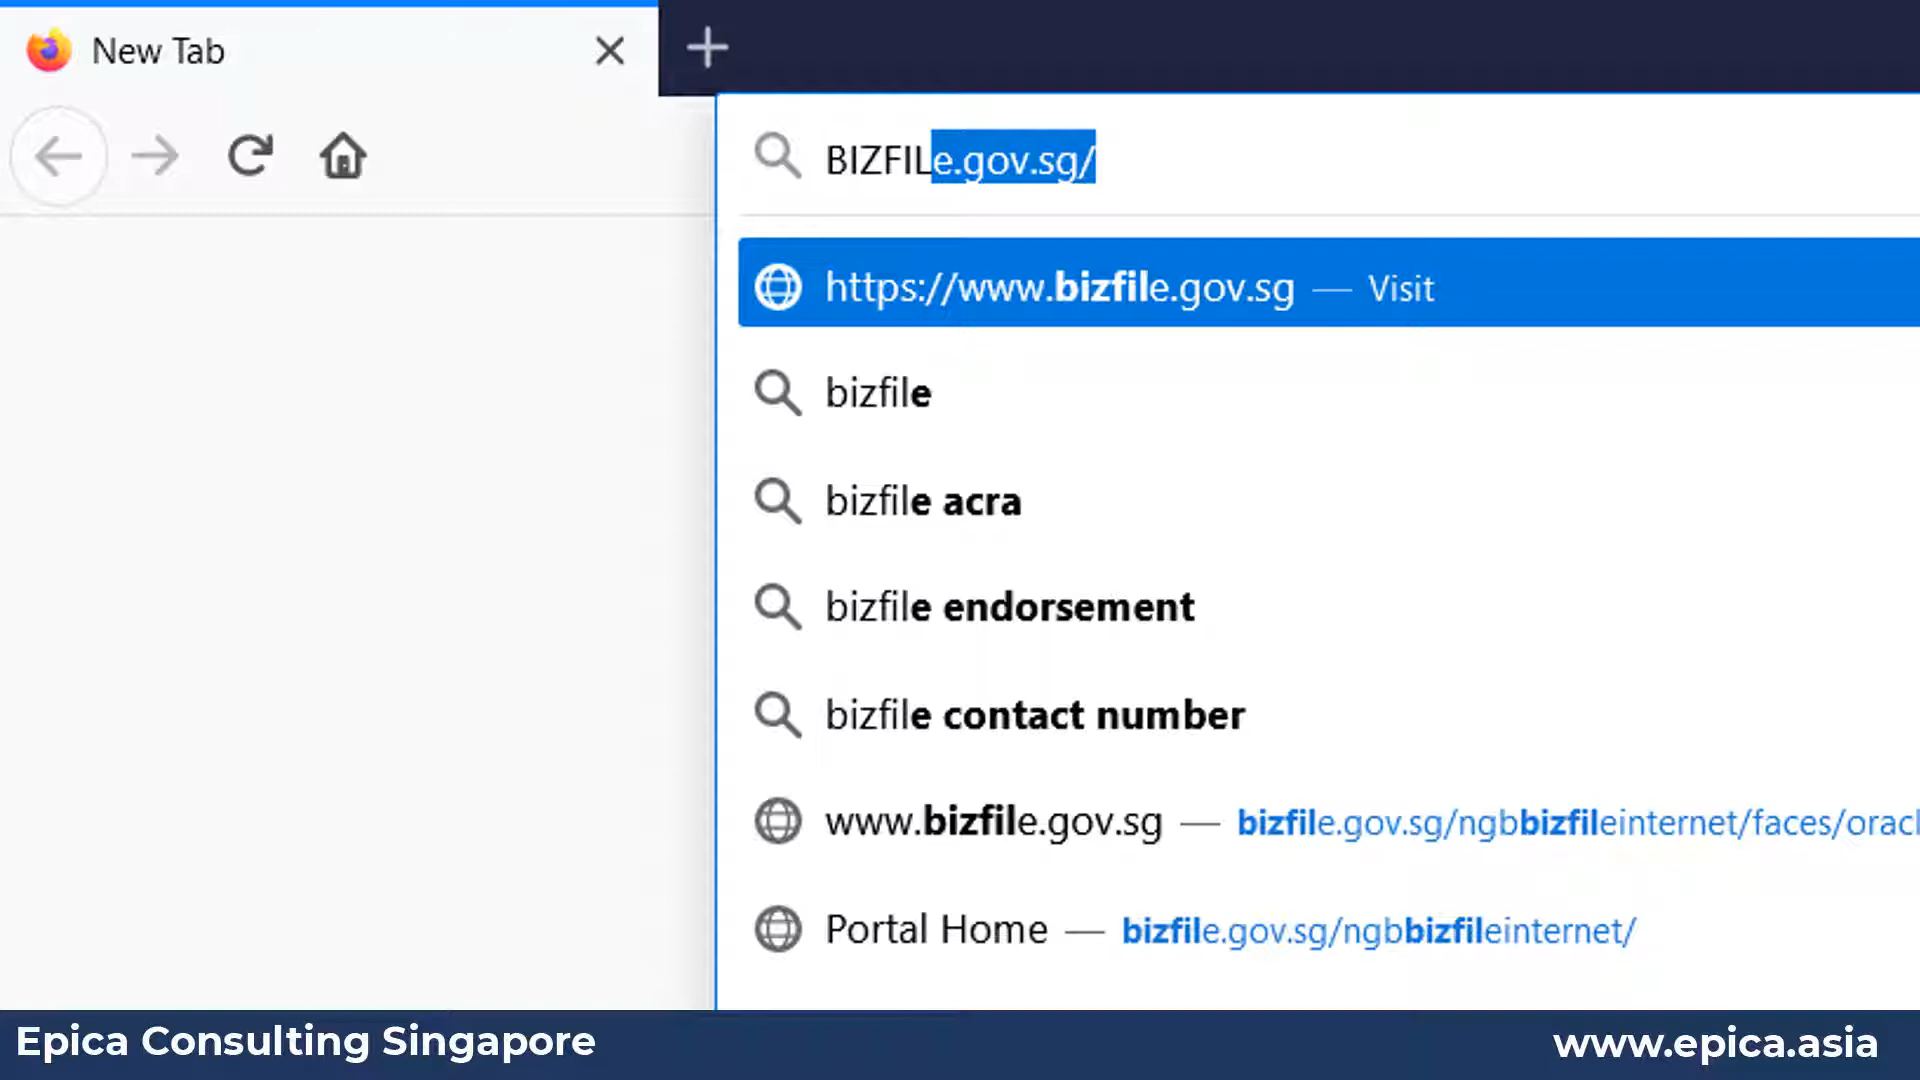 New Tab
BIZFILe.gov.sg/
https://www.bizfile.gov.sg — Visit
bizfile
bizfile acra
bizfile endorsement
bizfile contact number
www.bizfile.gov.sg — bizfile.gov.sg/ngbbizfileinternet/faces/oracl
Portal Home — bizfile.gov.sg/ngbbizfileinternet/
Epica Consulting Singapore
www.epica.asia